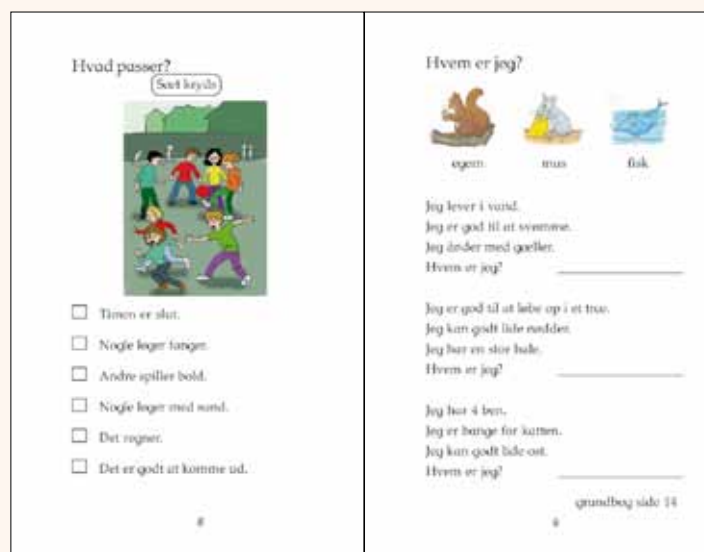 Hvad passer?
Sæt kryds
Timen er slut.
Nogle leger fanger.
Andre spiller bold.
Nogle leger med sand.
Det regner.
Det er godt at komme ud.
8
Hvem er jeg?
egern
mus
fisk
Jeg lever i vand.
Jeg er god til at svømme.
Jeg ånder med gæller.
Hvem er jeg?
Jeg er god til at løbe op i et træ.
Jeg kan godt lide nødder.
Jeg har en stor hale.
Hvem er jeg?
Jeg har 4 ben.
Jeg er bange for katten.
Jeg kan godt lide ost.
Hvem er jeg?
grundbog side 14